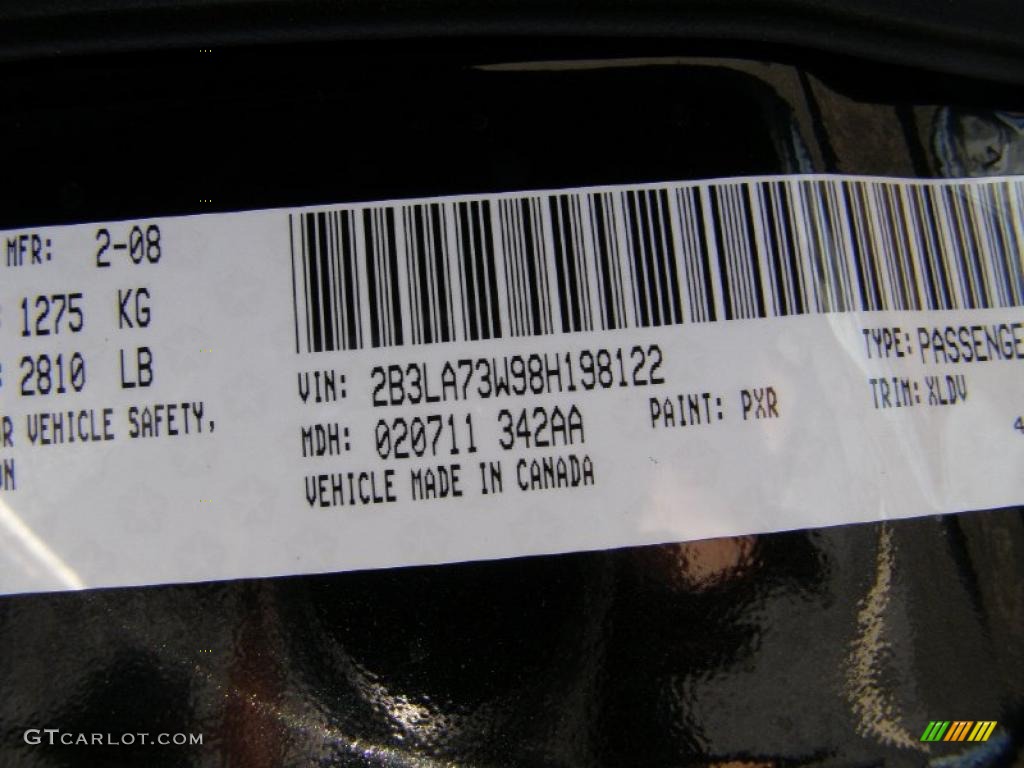 MFR: 2-08
1275 KG
2810 LB
VEHICLE SAFETY,
VIN: 2B3LA73W98H198122
MDH: 020711 342AA
VEHICLE MADE IN CANADA
PAINT: PXR
TYPE: PASSENGE
TRIM: XLDV
4
GTCARLOT.COM